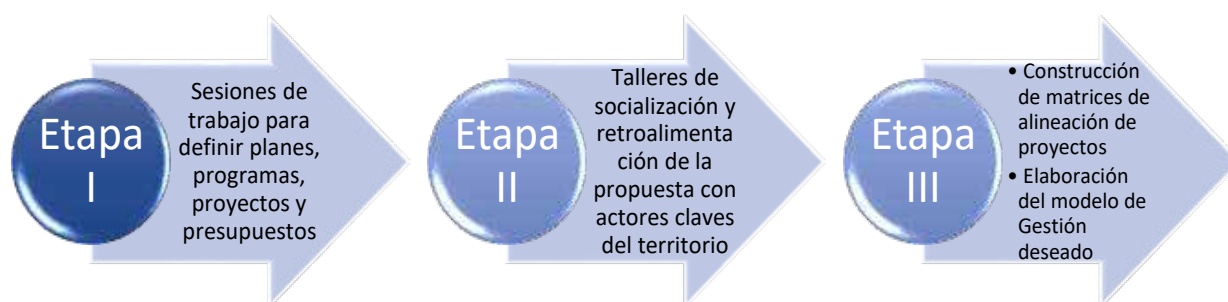 Etapa
I
Sesiones de
trabajo para
definir planes,
programas,
proyectos y
presupuestos
Etapa
II
Talleres de
socialización y
retroalimenta
ción de la
propuesta con
actores claves
del territorio
Etapa
III
• Construcción
de matrices de
alineación de
proyectos
• Elaboración
del modelo de
Gestión
deseado